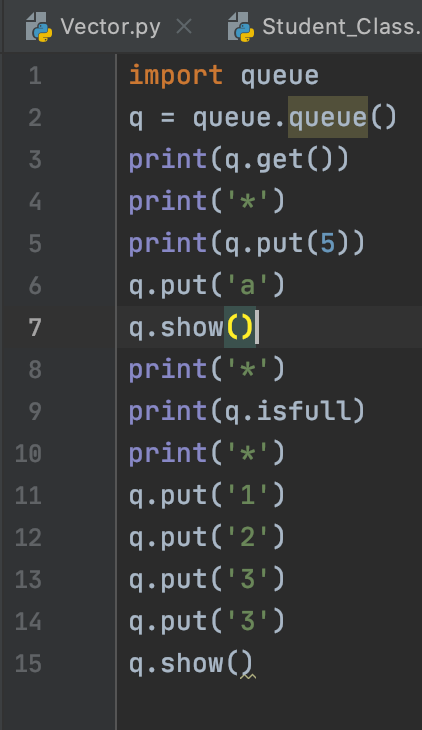 Vector.py × Student_Class.
1 import queue
2 q = queue.queue()
3 print(q.get())
4 print('*')
5 print(q.put(5))
6 q.put('a')
7 q.show()
8 print('*')
9 print(q.isfull)
10 print('*')
11 q.put('1')
12 q.put('2')
13 q.put('3')
14 q.put('3')
15 q.show()